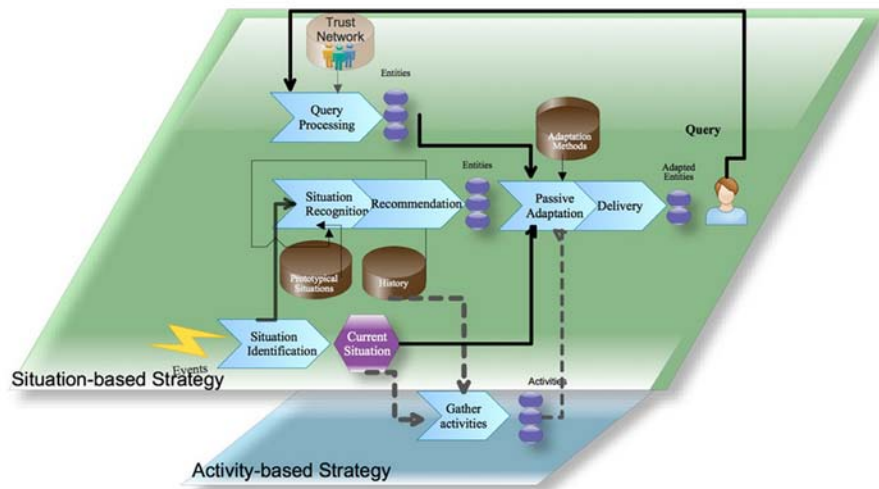 Trust
Network
Entities
Query
Processing
Adaptation
Methods
Query
Entities
Adapted
Entities
Situation
Recognition
Recommendation
Passive
Adaptation
Delivery
Prototypical
Situations
History
Situation
Identification
Current
Situation
Events
Situation-based Strategy
Activities
Gather
activities
Activity-based Strategy